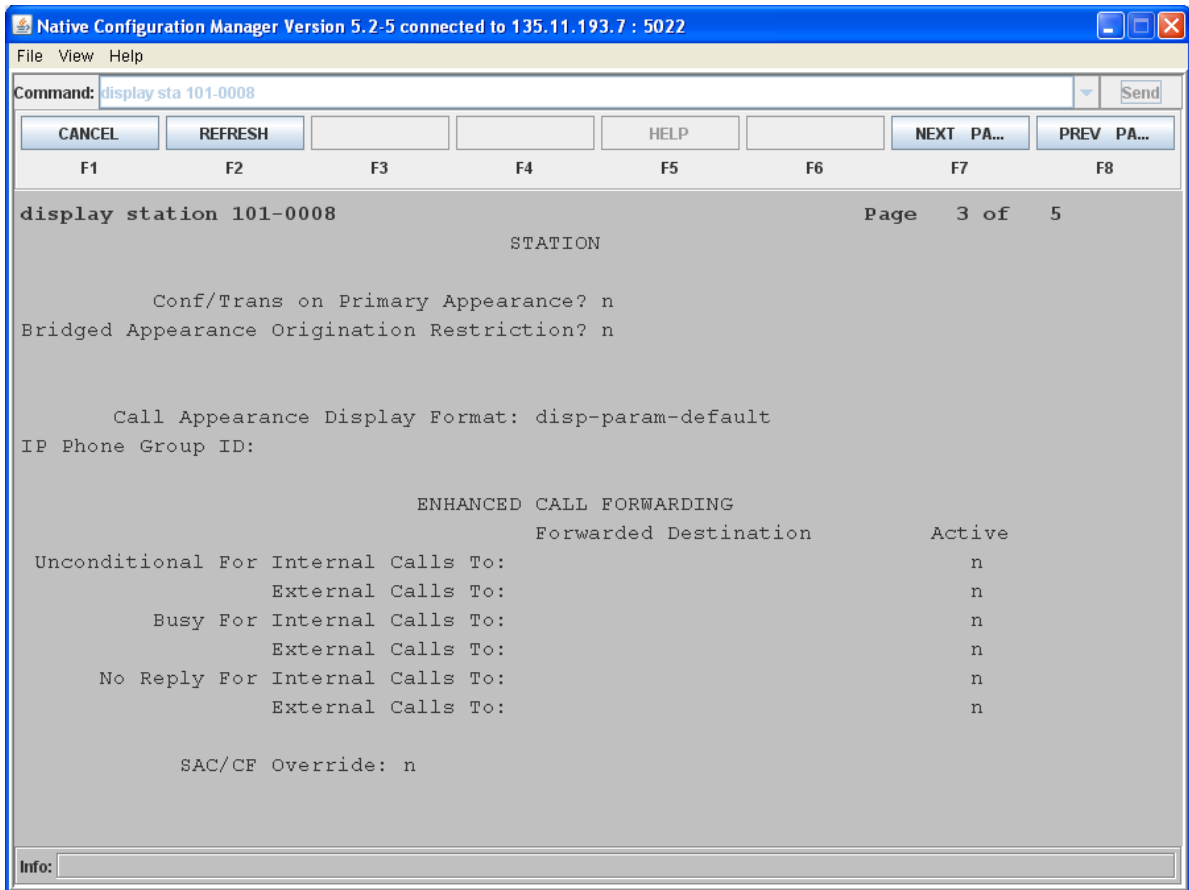 Native Configuration Manager Version 5.2-5 connected to 135.11.193.7 : 5022
File View Help
Command: display sta 101-0008 Send
CANCEL REFRESH HELP NEXT PA... PREV PA...
F1 F2 F3 F4 F5 F6 F7 F8
display station 101-0008 Page 3 of 5
STATION
Conf/Trans on Primary Appearance? n
Bridged Appearance Origination Restriction? n
Call Appearance Display Format: disp-param-default
IP Phone Group ID:
ENHANCED CALL FORWARDING
Forwarded Destination Active
Unconditional For Internal Calls To: n
External Calls To: n
Busy For Internal Calls To: n
External Calls To: n
No Reply For Internal Calls To: n
External Calls To: n
SAC/CF Override: n
Info: